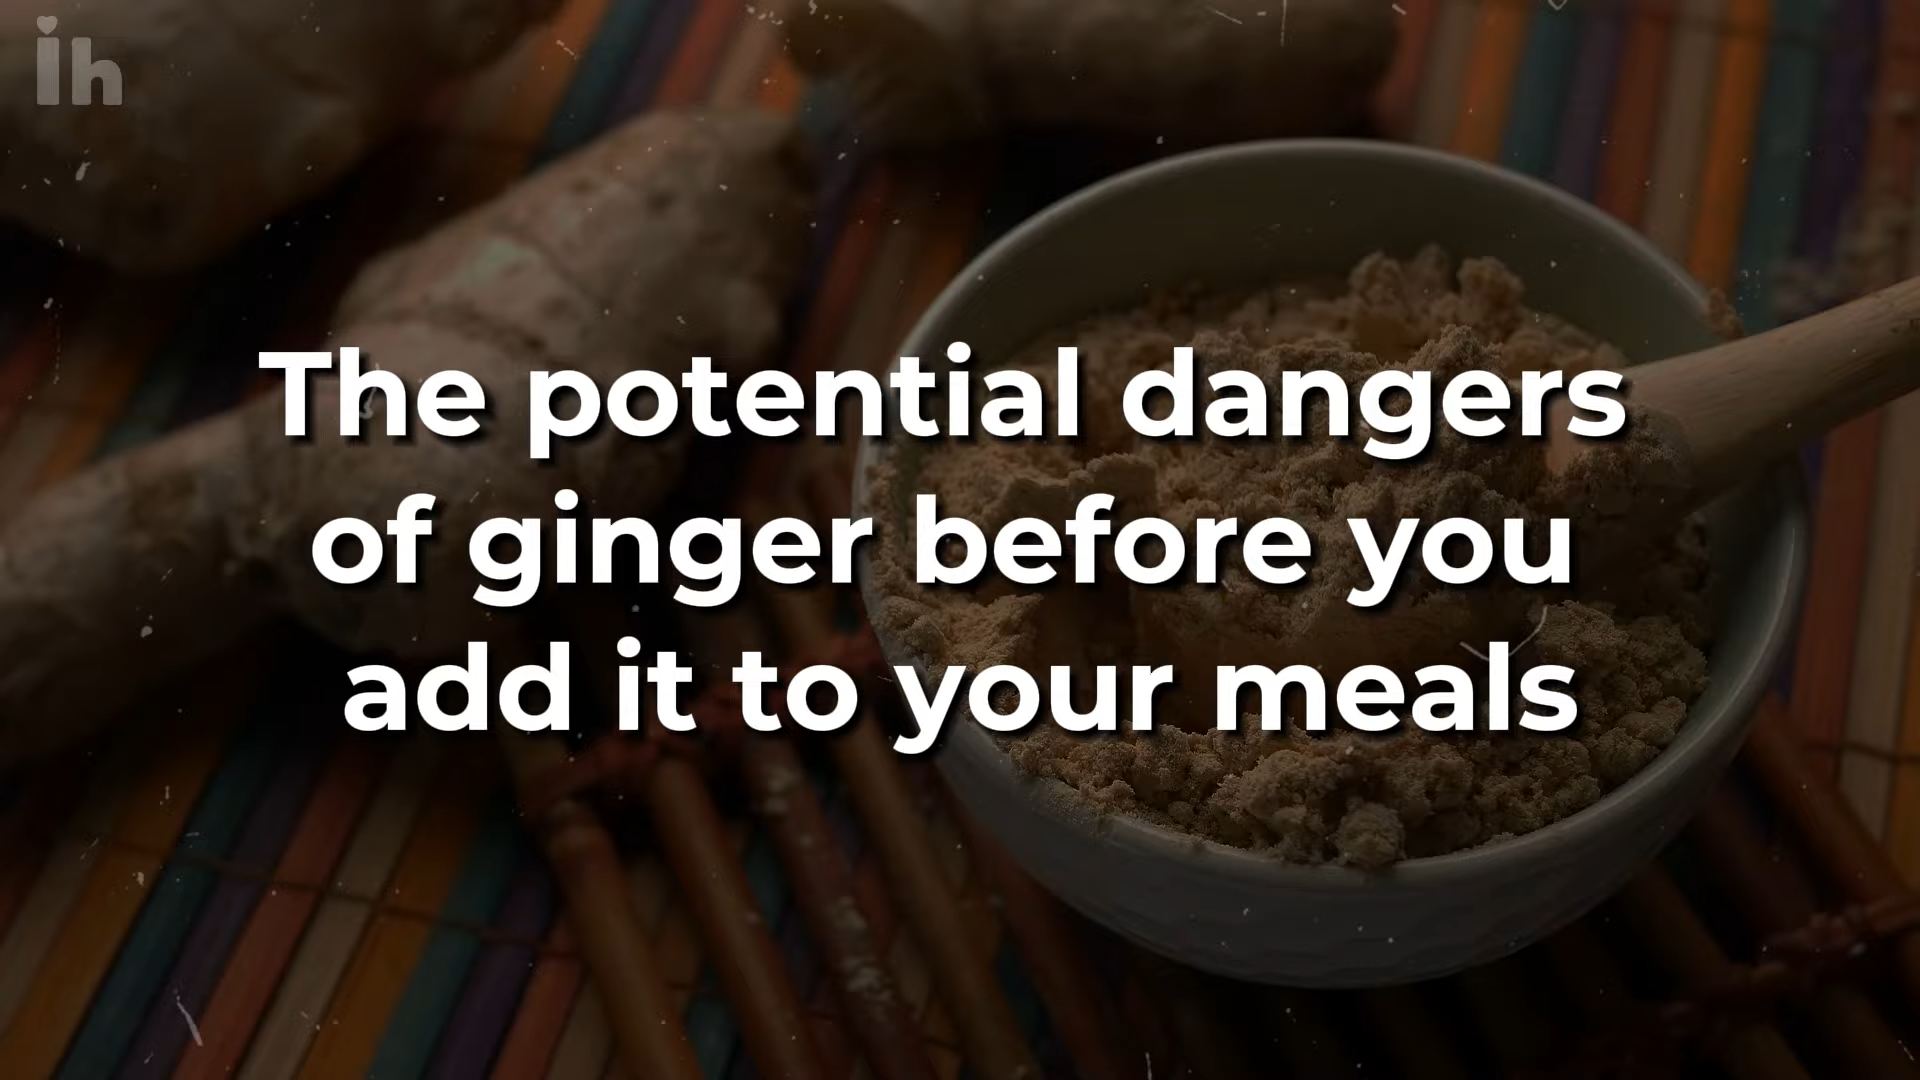 ih
The potential dangers
of ginger before you
add it to your meals